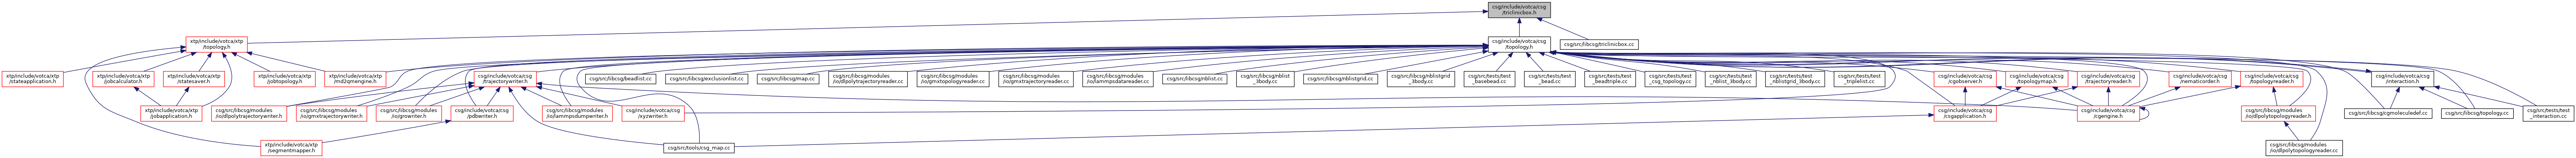 csg/include/votca/csg
/triclinicbox.h
xtp/include/votca/xtp
/topology.h
csg/include/votca/csg
/topology.h
csg/src/libcsg/triclinicbox.cc
xtp/include/votca/xtp
/stateapplication.h
xtp/include/votca/xtp
/jobcalculator.h
xtp/include/votca/xtp
/statesaver.h
xtp/include/votca/xtp
/jobtopology.h
xtp/include/votca/xtp
/md2qmengine.h
csg/include/votca/csg
/trajectorywriter.h
csg/src/libcsg/beadlist.cc
csg/src/libcsg/exclusionlist.cc
csg/src/libcsg/map.cc
csg/src/libcsg/modules
/io/dlpolytrajectoryreader.cc
csg/src/libcsg/modules
/io/gmxtopologyreader.cc
csg/src/libcsg/modules
/io/gmxtrajectoryreader.cc
csg/src/libcsg/modules
/io/lammpsdatareader.cc
csg/src/libcsg/nblist.cc
csg/src/libcsg/nblist
_3body.cc
csg/src/libcsg/nblistgrid.cc
csg/src/libcsg/nblistgrid
_3body.cc
csg/src/tests/test
_basebead.cc
csg/src/tests/test
_bead.cc
csg/src/tests/test
_beadtriple.cc
csg/src/tests/test
_csg_topology.cc
csg/src/tests/test
_nblist_3body.cc
csg/src/tests/test
_nblistgrid_3body.cc
csg/src/tests/test
_triplelist.cc
csg/include/votca/csg
/cgobserver.h
csg/include/votca/csg
/topologymap.h
csg/include/votca/csg
/trajectoryreader.h
csg/include/votca/csg
/nematicorder.h
csg/include/votca/csg
/topologyreader.h
csg/include/votca/csg
/interaction.h
xtp/include/votca/xtp
/jobapplication.h
csg/src/libcsg/modules
/io/dlpolytrajectorywriter.h
csg/src/libcsg/modules
/io/gmxtrajectorywriter.h
csg/src/libcsg/modules
/io/growriter.h
csg/include/votca/csg
/pdbwriter.h
csg/src/libcsg/modules
/io/lammpsdumpwriter.h
csg/include/votca/csg
/xyzwriter.h
csg/include/votca/csg
/csgapplication.h
csg/include/votca/csg
/cgengine.h
csg/src/libcsg/modules
/io/dlpolytopologyreader.h
csg/src/libcsg/cgmoleculedef.cc
csg/src/libcsg/topology.cc
csg/src/tests/test
_interaction.cc
xtp/include/votca/xtp
/segmentmapper.h
csg/src/tools/csg_map.cc
csg/src/libcsg/modules
/io/dlpolytopologyreader.cc